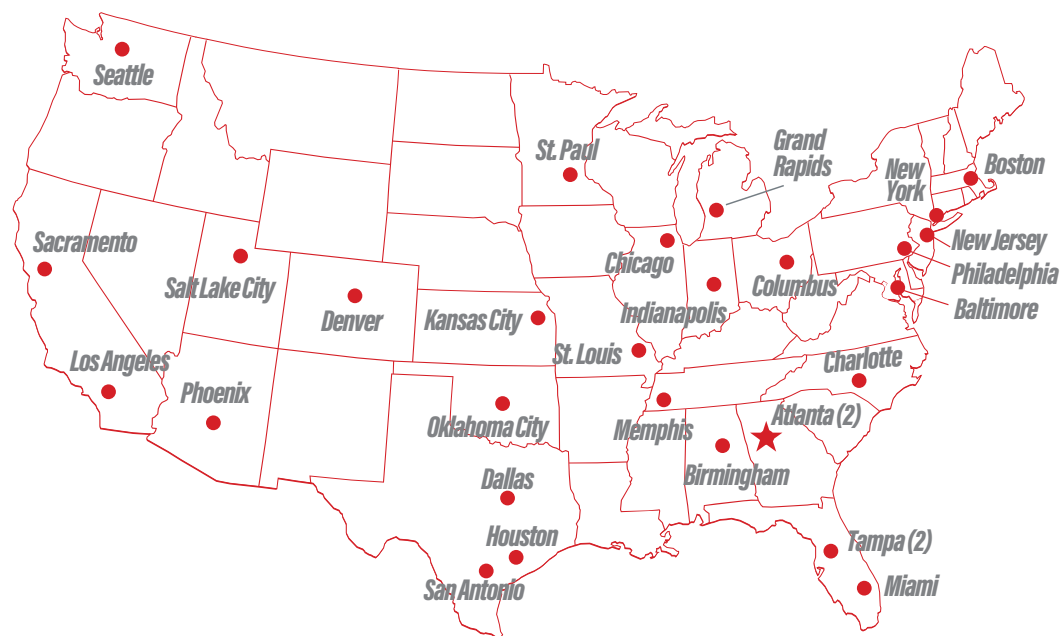 Seattle
St. Paul
Grand
Rapids
New
York
Boston
Sacramento
Salt Lake City
Chicago
Columbus
New Jersey
Philadelphia
Baltimore
Denver
Kansas City
Indianapolis
St. Louis
Los Angeles
Phoenix
Charlotte
Oklahoma City
Memphis
Atlanta (2)
Birmingham
Dallas
Houston
San Antonio
Tampa (2)
Miami